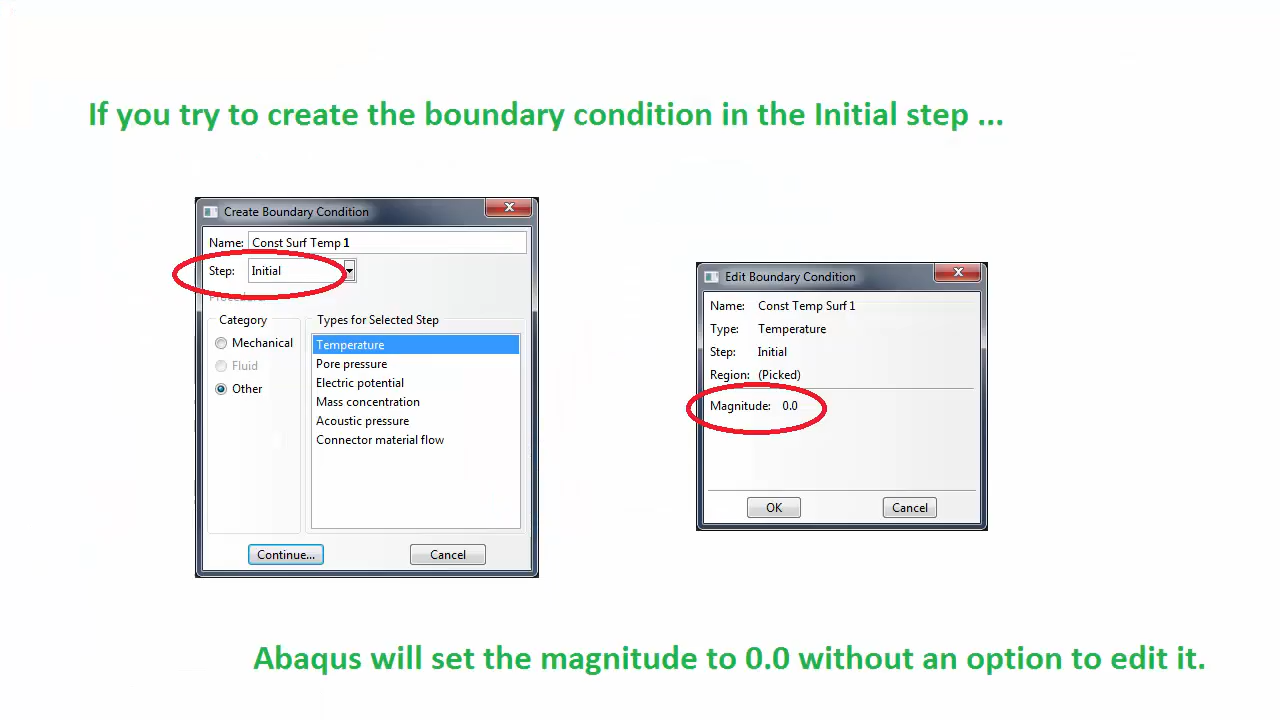 If you try to create the boundary condition in the Initial step ...
Create Boundary Condition
Name: Const Surf Temp 1
Step: Initial
Procedure:
Category
Mechanical
Fluid
Other
Types for Selected Step
Temperature
Pore pressure
Electric potential
Mass concentration
Acoustic pressure
Connector material flow
Continue... Cancel
Edit Boundary Condition
Name: Const Temp Surf 1
Type: Temperature
Step: Initial
Region: (Picked)
Magnitude: 0.0
OK Cancel
Abaqus will set the magnitude to 0.0 without an option to edit it.